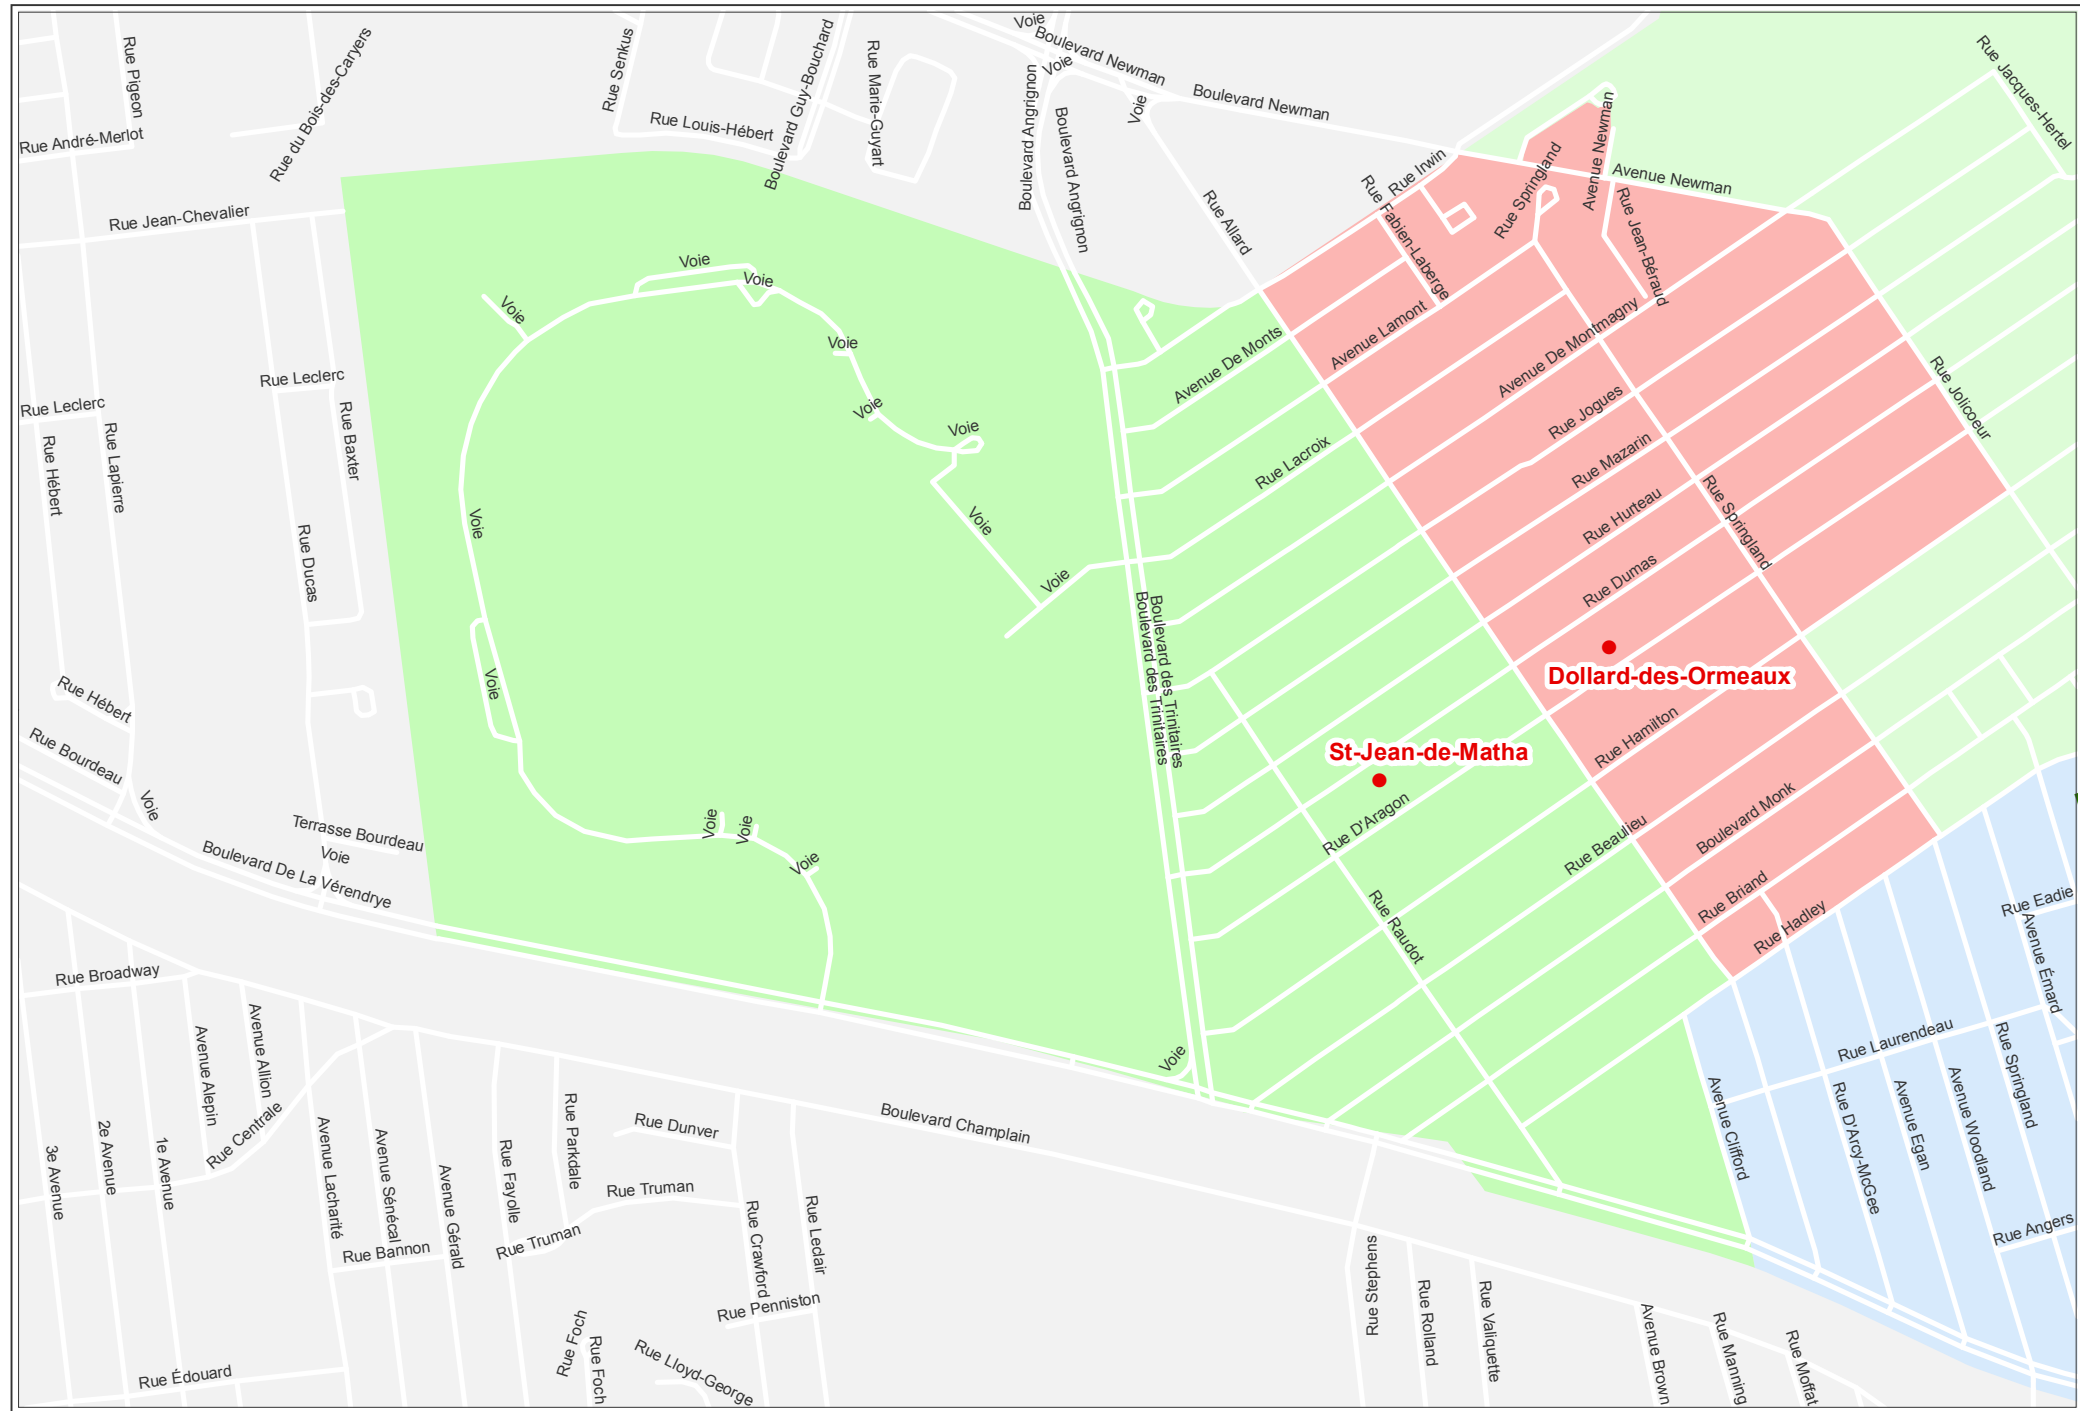 Rue Pigeon
Rue André-Merlot
Rue du Bois-des-Caryers
Rue Senkus
Rue Louis-Hébert
Boulevard Guy-Bouchard
Rue Marie-Guyart
Voie
Boulevard Newman
Voie
Boulevard Angrignon
Boulevard Angrignon
Voie
Boulevard Newman
Rue Allard
Rue Irwin
Rue Fabien-Laberge
Rue Springland
Avenue Newman
Avenue Newman
Rue Jean-Béraud
Rue Jacques-Hertel
Rue Jean-Chevalier
Voie
Voie
Voie
Voie
Voie
Voie
Voie
Voie
Voie
Voie
Avenue De Monts
Avenue Lamont
Avenue De Montmagny
Rue Jogues
Rue Lacroix
Rue Mazarin
Rue Hurteau
Rue Dumas
Rue Springland
Rue Jolicoeur
Rue Leclerc
Rue Leclerc
Rue Baxter
Rue Hébert
Rue Lapierre
Rue Ducas
Boulevard des Trinitaires
Boulevard des Trinitaires
Dollard-des-Ormeaux
St-Jean-de-Matha
Rue Hamilton
Rue D'Aragon
Rue Beaulieu
Boulevard Monk
Rue Briand
Rue Hadley
Rue Raudot
Rue Hébert
Rue Bourdeau
Voie
Terrasse Bourdeau
Voie
Boulevard De La Vérendrye
Voie
Voie
Voie
Voie
Rue Eadie
Avenue Émard
Rue Laurendeau
Rue Springland
Avenue Woodland
Avenue Egan
Rue D'Arcy-McGee
Avenue Clifford
Rue Angers
Rue Broadway
Avenue Allion
Avenue Alepin
Rue Centrale
1e Avenue
2e Avenue
3e Avenue
Avenue Lacharité
Avenue Sénécal
Avenue Gérald
Rue Bannon
Rue Fayolle
Rue Parkdale
Rue Dunver
Rue Truman
Rue Truman
Rue Crawford
Rue Leclair
Rue Penniston
Boulevard Champlain
Rue Stephens
Rue Rolland
Rue Valiquette
Avenue Brown
Rue Manning
Rue Moffat
Rue Édouard
Rue Foch
Rue Foch
Rue Lloyd-George